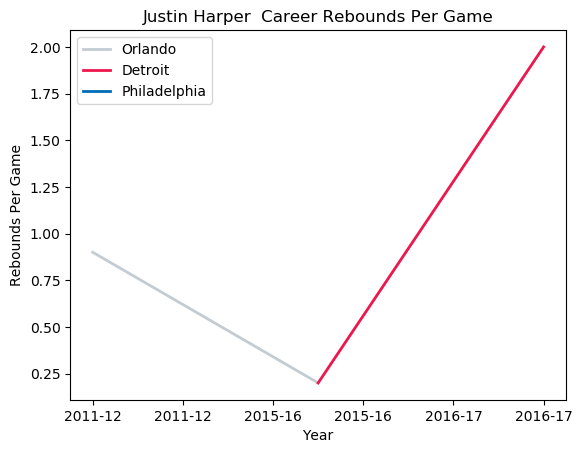 Justin Harper  Career Rebounds Per Game
Orlando
Detroit
Philadelphia
2.00
1.75
1.50
1.25
1.00
0.75
0.50
0.25
Rebounds Per Game
2011-12 2011-12 2015-16 2015-16 2016-17 2016-17
Year